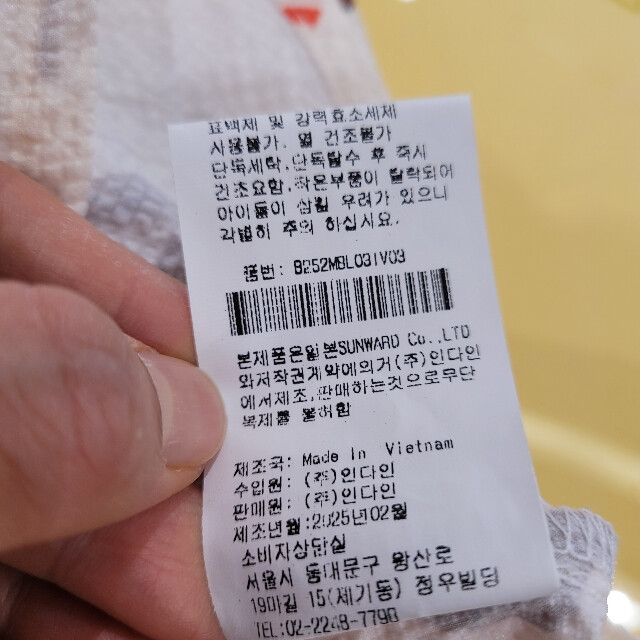 표백제 및 강력효소세제
사용불가. 열 건조불가
단독세탁,단독탈수 후 즉시
건조요함,작은부품이 탈락되어
아이들이 삼킬 우려가 있으니
각별히 주의 하십시요.
품번: B252MBL031V03
본제품은일본SUNWARD Co.,LTD
와저작권계약에의거(주)인다인
에서제조,판매하는것으로무단
복제를 불허함
제조국: Made In Vietnam
수입원: (주)인다인
판매원: (주)인다인
제조년월:2025년02월
소비자상담실
서울시 동대문구 왕산로
19마길 15(제기동) 정우빌딩
TEL:02-2248-7798